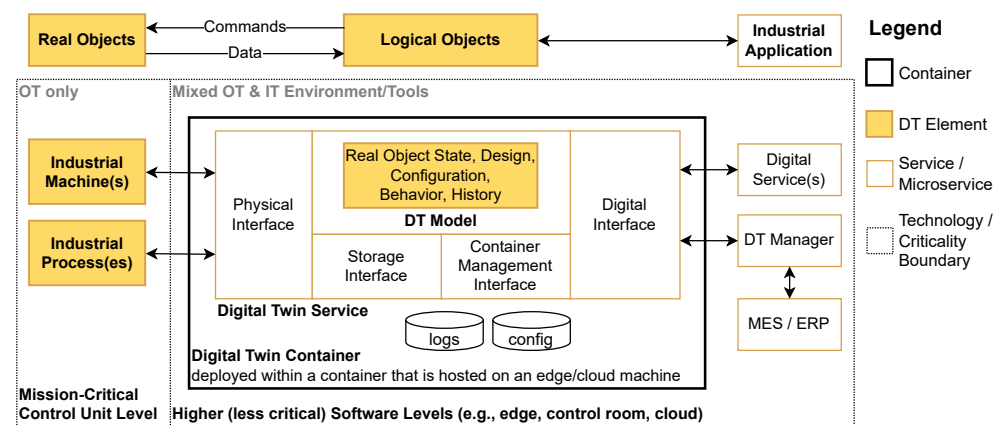 Real Objects
Commands
Data
Logical Objects
Industrial
Application
Legend
Container
DT Element
Service /
Microservice
Technology /
Criticality
Boundary
OT only
Mixed OT & IT Environment/Tools
Industrial
Machine(s)
Industrial
Process(es)
Physical
Interface
Real Object State, Design,
Configuration,
Behavior, History
DT Model
Storage
Interface
Container
Management
Interface
Digital
Interface
Digital Twin Service
logs
config
Digital Twin Container
deployed within a container that is hosted on an edge/cloud machine
Digital
Service(s)
DT Manager
MES / ERP
Mission-Critical
Control Unit Level
Higher (less critical) Software Levels (e.g., edge, control room, cloud)